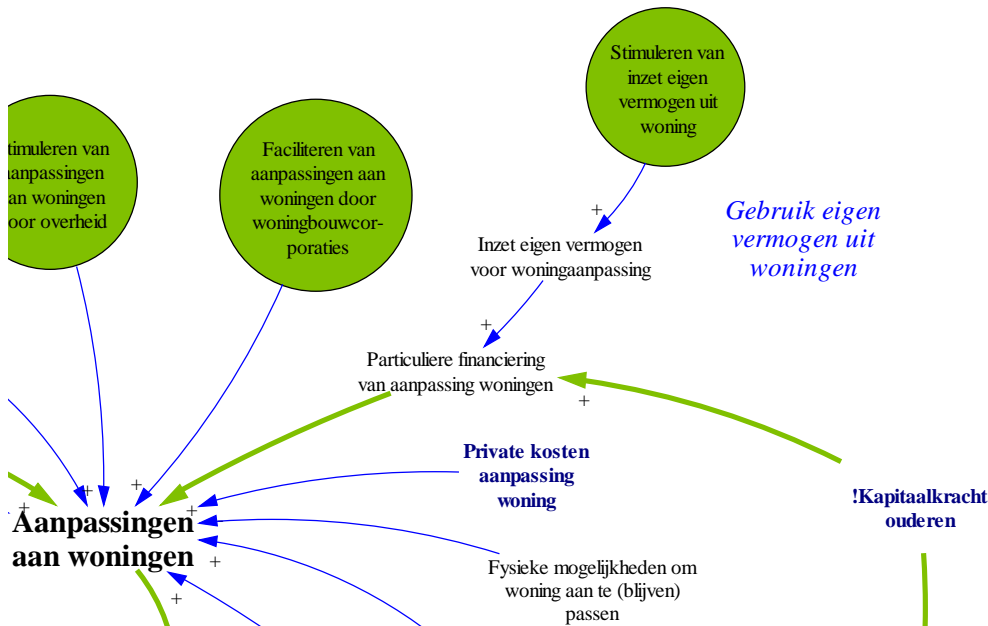 Stimuleren van
inzet eigen
vermogen uit
woning
timuleren van
aanpassingen
an woningen
oor overheid
Faciliteren van
aanpassingen aan
woningen door
woningbouwcor-
poraties
+
Inzet eigen vermogen
voor woningaanpassing
Gebruik eigen
vermogen uit
woningen
+
Particuliere financiering
van aanpassing woningen
+
Private kosten
aanpassing
woning
!Kapitaalkracht
ouderen
+
+
+
+
Aanpassingen
aan woningen
+
+
Fysieke mogelijkheden om
woning aan te (blijven)
passen